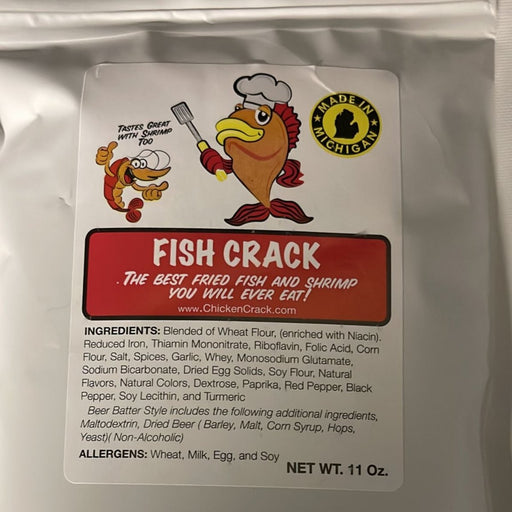 TASTES GREAT
WITH SHRIMP
TOO
MADE IN
MICHIGAN
FISH CRACK
THE BEST FRIED FISH AND SHRIMP
YOU WILL EVER EAT!
www.ChickenCrack.com
INGREDIENTS: Blended of Wheat Flour, (enriched with Niacin).
Reduced Iron, Thiamin Mononitrate, Riboflavin, Folic Acid, Corn
Flour, Salt, Spices, Garlic, Whey, Monosodium Glutamate,
Sodium Bicarbonate, Dried Egg Solids, Soy Flour, Natural
Flavors, Natural Colors, Dextrose, Paprika, Red Pepper, Black
Pepper, Soy Lecithin, and Turmeric
Beer Batter Style includes the following additional ingredients,
Maltodextrin, Dried Beer ( Barley, Malt, Corn Syrup, Hops,
Yeast)( Non-Alcoholic)
ALLERGENS: Wheat, Milk, Egg, and Soy
NET WT. 11 Oz.